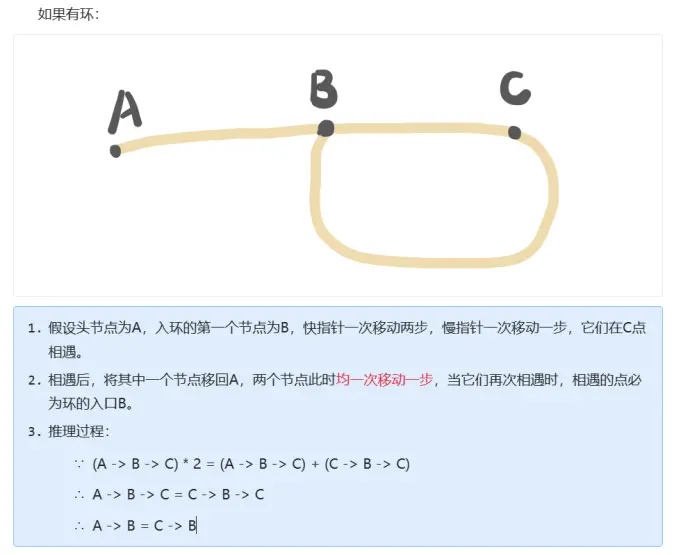 如果有环：
A
B
C
1. 假设头节点为A，入环的第一个节点为B，快指针一次移动两步，慢指针一次移动一步，它们在C点
相遇。
2. 相遇后，将其中一个节点移回A，两个节点此时均一次移动一步，当它们再次相遇时，相遇的点必
为环的入口B。
3. 推理过程：
∵ (A -> B -> C) * 2 = (A -> B -> C) + (C -> B -> C)
∴ A -> B -> C = C -> B -> C
∴ A -> B = C -> B